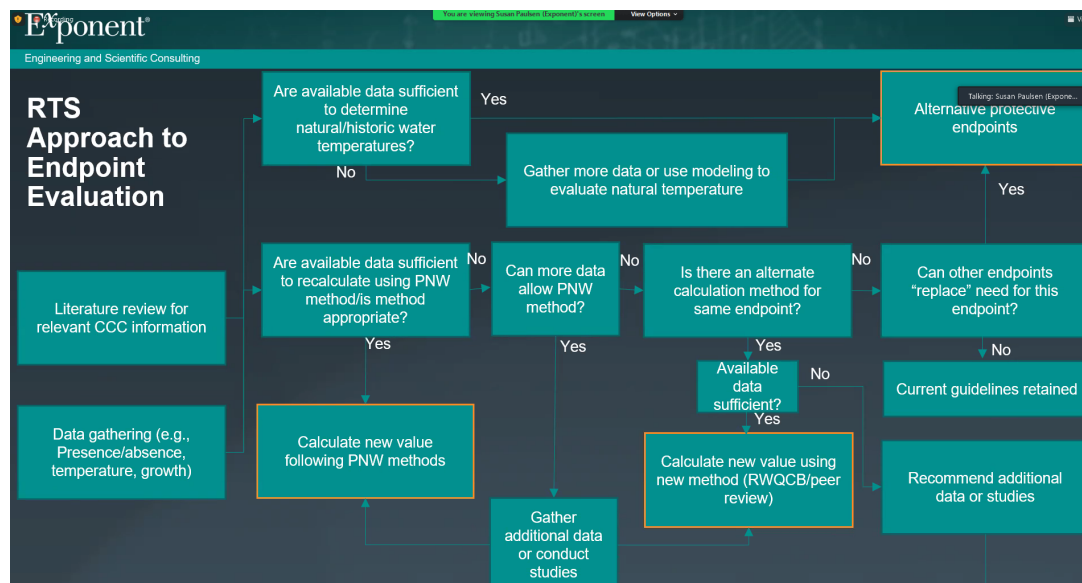 You are viewing Susan Paulsen (Exponent)'s screen
View Options
Recording
Exponent®
Engineering and Scientific Consulting
Talking: Susan Paulsen (Expone...
RTS
Approach to
Endpoint
Evaluation
Are available data sufficient
to determine
natural/historic water
temperatures?
Yes
No
Gather more data or use modeling to
evaluate natural temperature
Alternative protective
endpoints
Yes
Literature review for
relevant CCC information
Data gathering (e.g.,
Presence/absence,
temperature, growth)
Are available data sufficient
to recalculate using PNW
method/is method
appropriate?
No
Yes
Can more data
allow PNW
method?
No
Yes
Is there an alternate
calculation method for
same endpoint?
No
Yes
Can other endpoints
“replace” need for this
endpoint?
No
Current guidelines retained
Available
data
sufficient?
No
Yes
Calculate new value
following PNW methods
Calculate new value using
new method (RWQCB/peer
review)
Recommend additional
data or studies
Gather
additional data
or conduct
studies